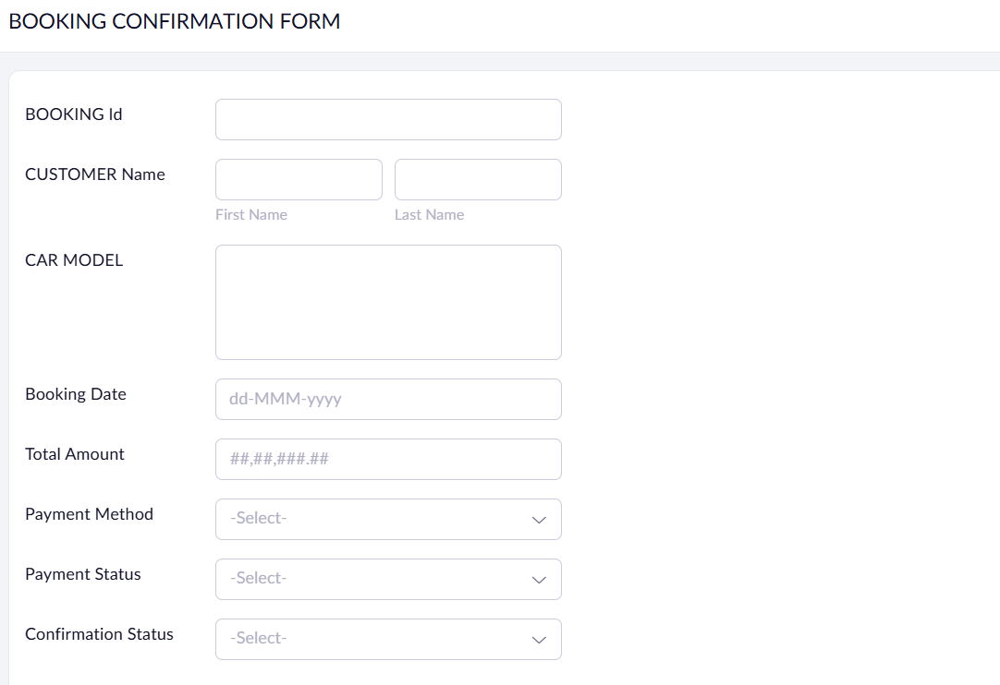 BOOKING CONFIRMATION FORM
BOOKING Id
CUSTOMER Name
First Name Last Name
CAR MODEL
Booking Date dd-MMM-yyyy
Total Amount ##,##,###.##
Payment Method -Select-
Payment Status -Select-
Confirmation Status -Select-